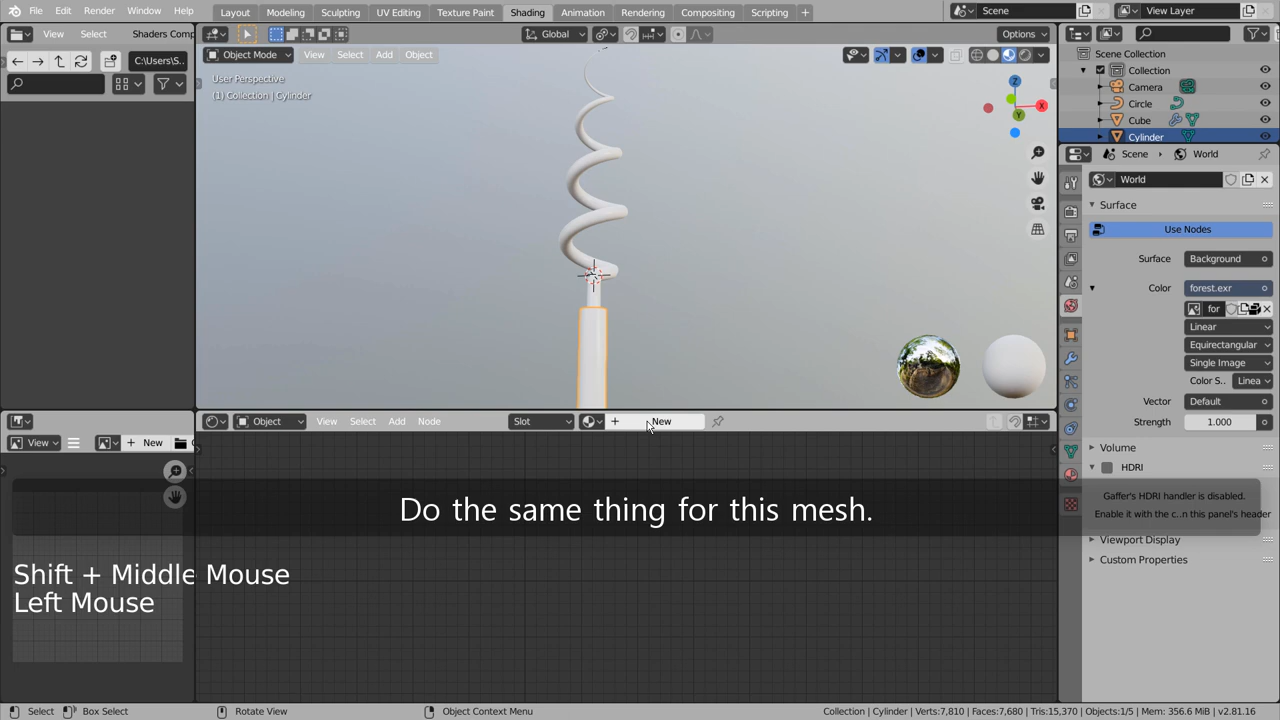 File Edit Render Window Help Layout Modeling Sculpting UV Editing Texture Paint Shading Animation Rendering Compositing Scripting + Scene View Layer
View Select Shaders Comp
C:\Users\S..
Global
Options
Object Mode View Select Add Object
User Perspective
(1) Collection | Cylinder
Z
X
Y
Scene Collection
Collection
Camera
Circle
Cube
Cylinder
Scene World
World
Surface
Use Nodes
Surface Background
Color forest.exr
for
Linear
Equirectangular
Single Image
Color S.. Linea
Vector Default
Strength 1.000
Volume
HDRI
Gaffer's HDRI handler is disabled.
Enable it with the c..n this panel's header
Viewport Display
Custom Properties
Object View Select Add Node Slot + New
View + New
Do the same thing for this mesh.
Shift + Middle Mouse
Left Mouse
Select Box Select Rotate View Object Context Menu Collection | Cylinder | Verts:7,810 | Faces:7,680 | Tris:15,370 | Objects:1/5 | Mem: 356.6 MiB | v2.81.16